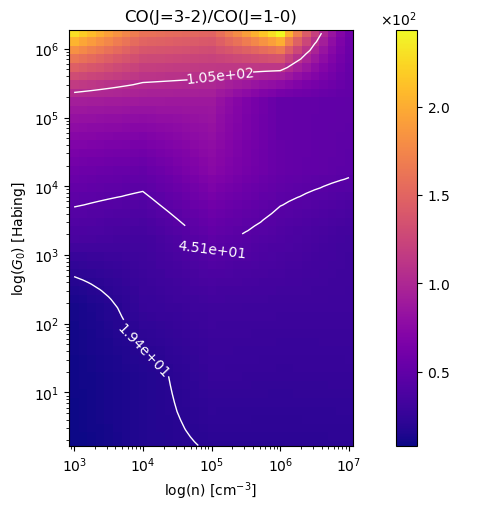 CO(J=3-2)/CO(J=1-0)
×10²
10⁶
10⁵
10⁴
10³
10²
10¹
log(G₀) [Habing]
1.05e+02
4.51e+01
1.94e+01
2.0
1.5
1.0
0.5
10³
10⁴
10⁵
10⁶
10⁷
log(n) [cm⁻³]